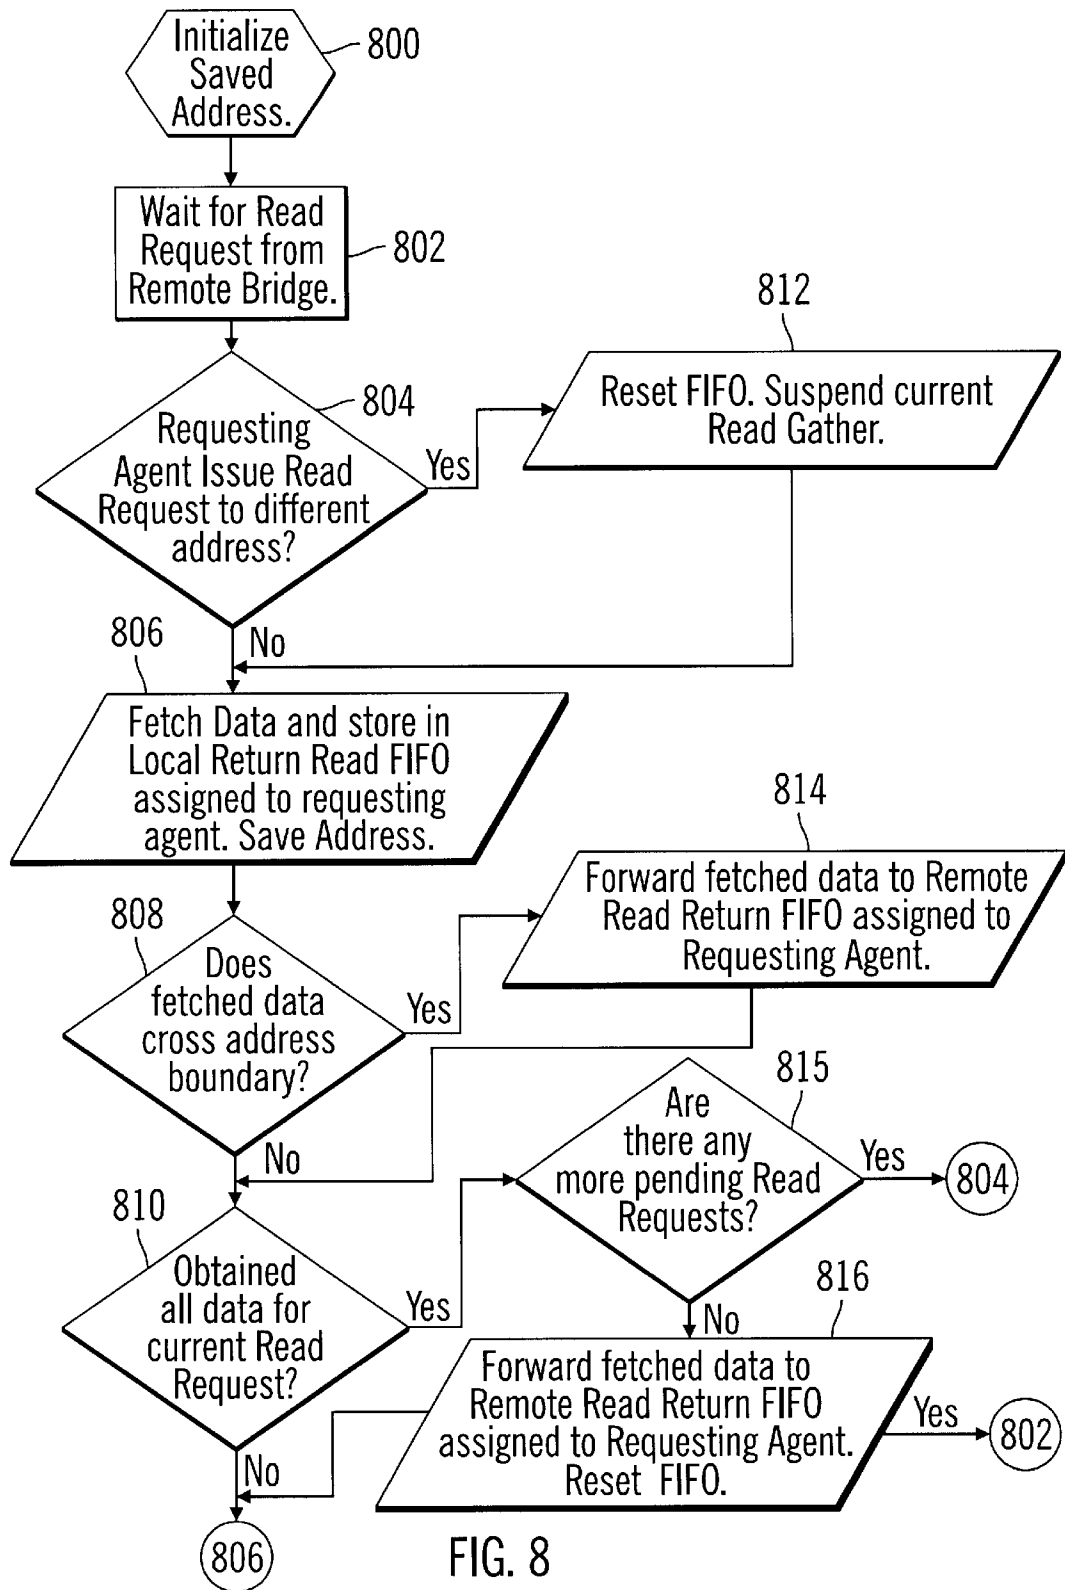 Initialize
Saved
Address.
800
Wait for Read
Request from
Remote Bridge.
802
812
Reset FIFO. Suspend current
Read Gather.
804
Requesting
Agent Issue Read
Request to different
address?
Yes
No
806
Fetch Data and store in
Local Return Read FIFO
assigned to requesting
agent. Save Address.
814
Forward fetched data to Remote
Read Return FIFO assigned to
Requesting Agent.
808
Does
fetched data
cross address
boundary?
Yes
No
815
Are
there any
more pending Read
Requests?
Yes
804
No
810
Obtained
all data for
current Read
Request?
Yes
No
816
Forward fetched data to
Remote Read Return FIFO
assigned to Requesting Agent.
Reset FIFO.
Yes
802
806
FIG. 8